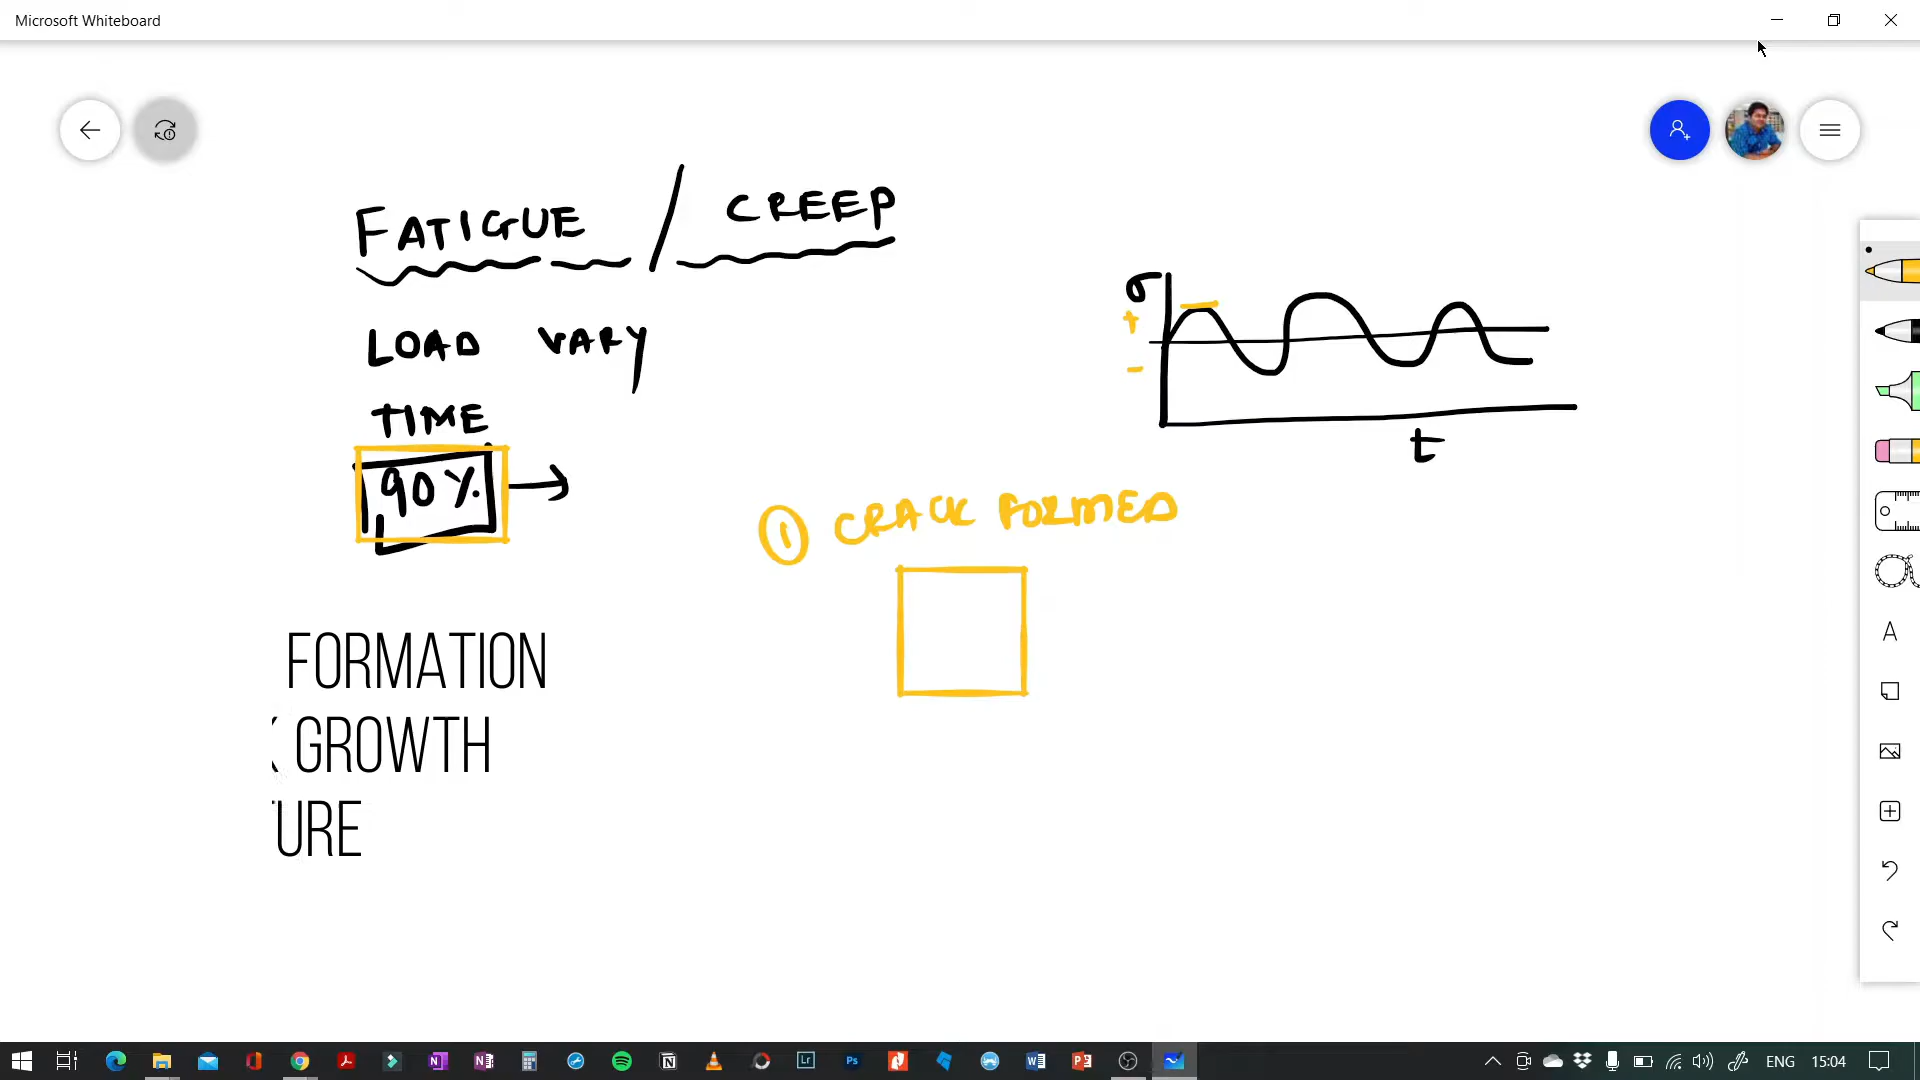 Microsoft Whiteboard
FATIGUE / CREEP
LOAD VARY
TIME
90%
σ
+
-
t
① CRACK FORMED
FORMATION
GROWTH
URE
A
ENG 15:04